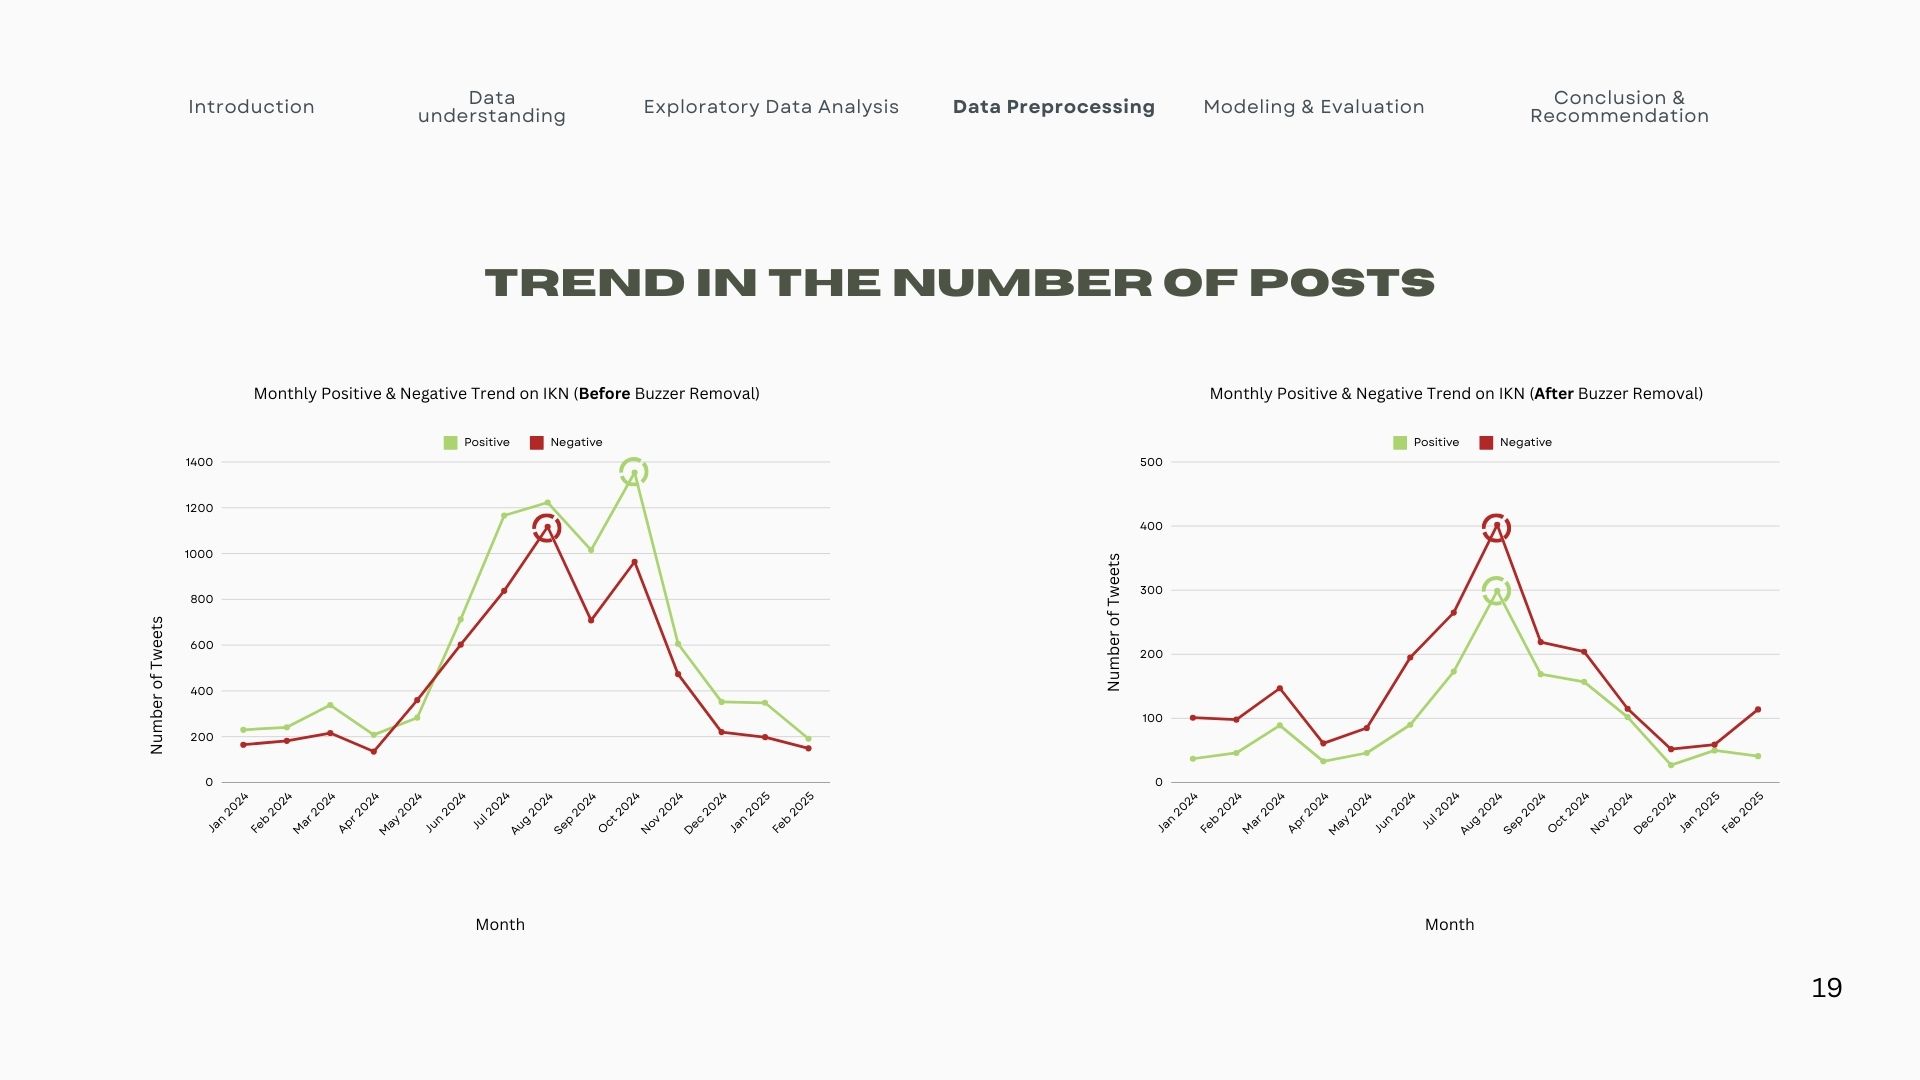 Introduction
Data
understanding
Exploratory Data Analysis
Data Preprocessing
Modeling & Evaluation
Conclusion &
Recommendation
TREND IN THE NUMBER OF POSTS
Monthly Positive & Negative Trend on IKN (Before Buzzer Removal)
Positive
Negative
1400
1200
1000
800
600
400
200
0
Number of Tweets
Jan 2024
Feb 2024
Mar 2024
Apr 2024
May 2024
Jun 2024
Jul 2024
Aug 2024
Sep 2024
Oct 2024
Nov 2024
Dec 2024
Jan 2025
Feb 2025
Month
Monthly Positive & Negative Trend on IKN (After Buzzer Removal)
Positive
Negative
500
400
300
200
100
0
Number of Tweets
Jan 2024
Feb 2024
Mar 2024
Apr 2024
May 2024
Jun 2024
Jul 2024
Aug 2024
Sep 2024
Oct 2024
Nov 2024
Dec 2024
Jan 2025
Feb 2025
Month
19